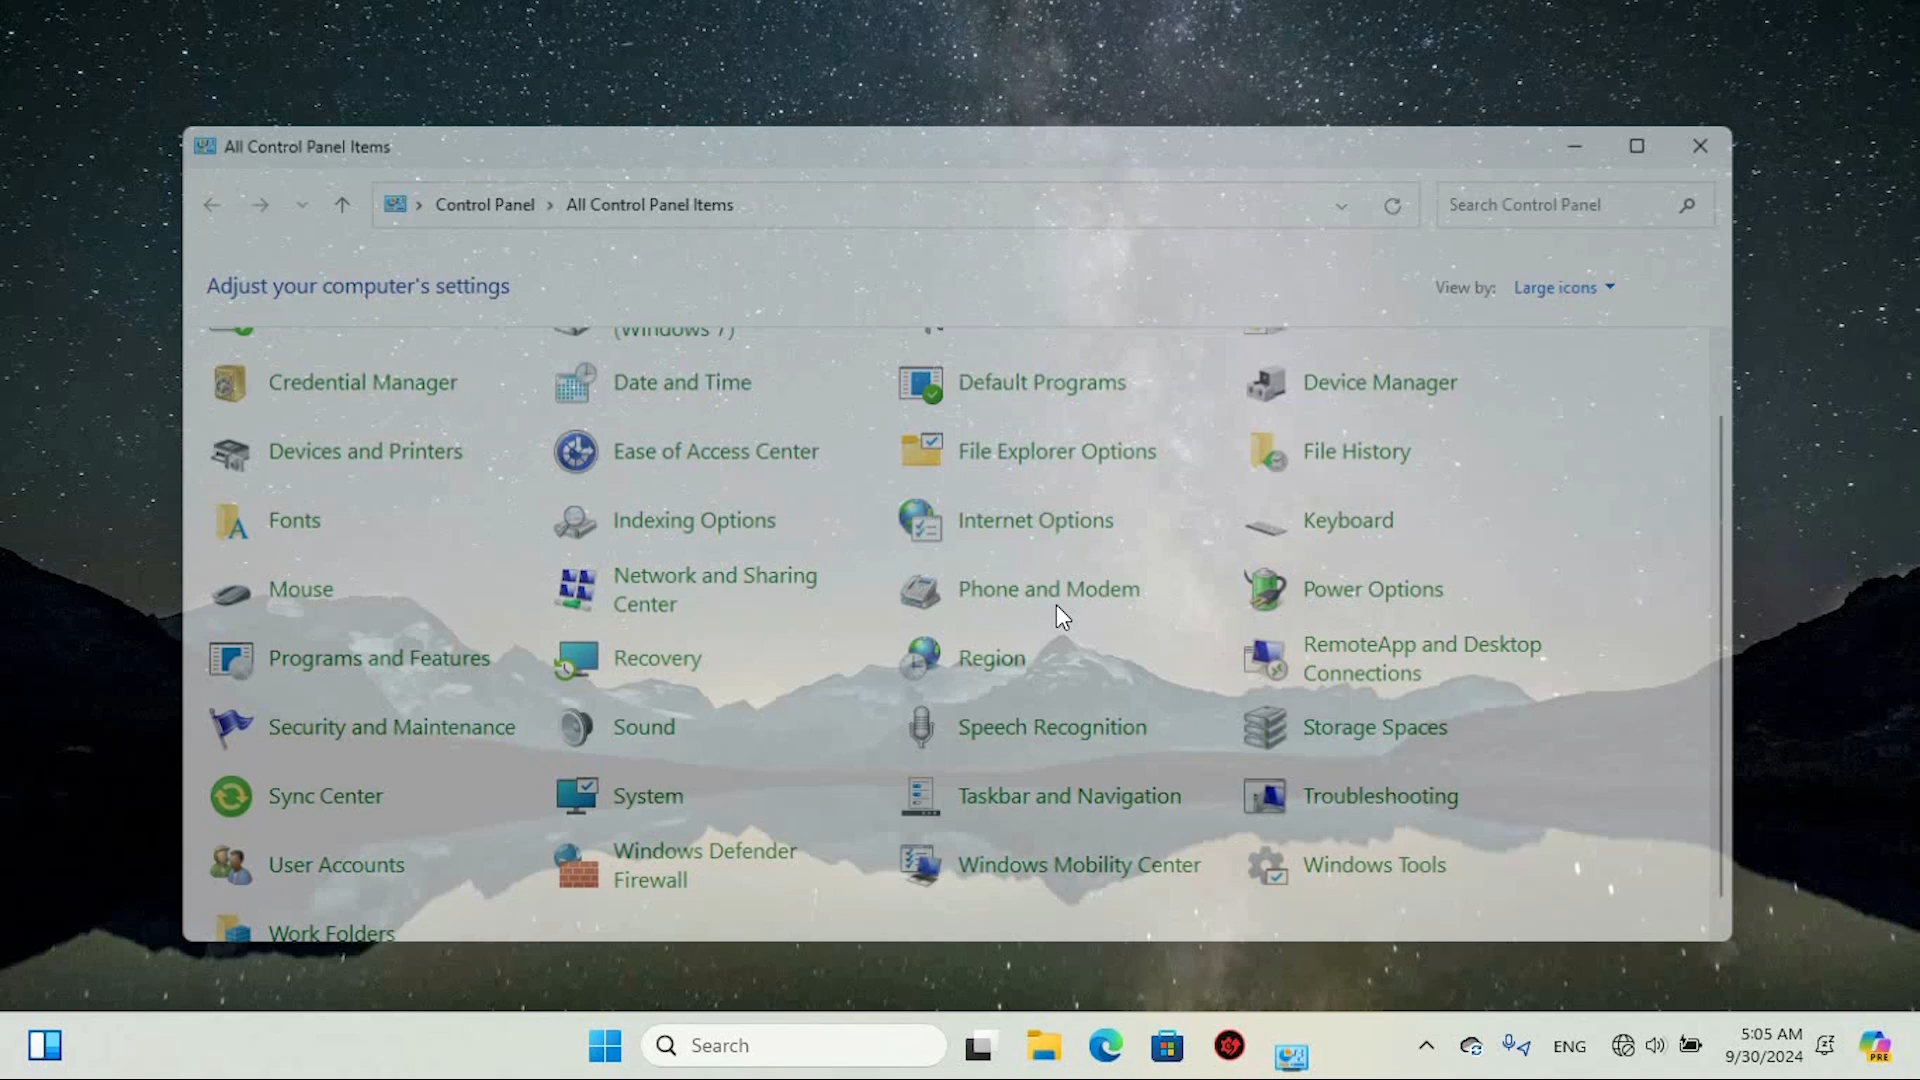 All Control Panel Items
Control Panel > All Control Panel Items
Search Control Panel
Adjust your computer's settings
View by: Large icons
(Windows 7)
Credential Manager
Date and Time
Default Programs
Device Manager
Devices and Printers
Ease of Access Center
File Explorer Options
File History
Fonts
Indexing Options
Internet Options
Keyboard
Mouse
Network and Sharing
Center
Phone and Modem
Power Options
Programs and Features
Recovery
Region
RemoteApp and Desktop
Connections
Security and Maintenance
Sound
Speech Recognition
Storage Spaces
Sync Center
System
Taskbar and Navigation
Troubleshooting
User Accounts
Windows Defender
Firewall
Windows Mobility Center
Windows Tools
Work Folders
Search
ENG
5:05 AM
9/30/2024
PRE